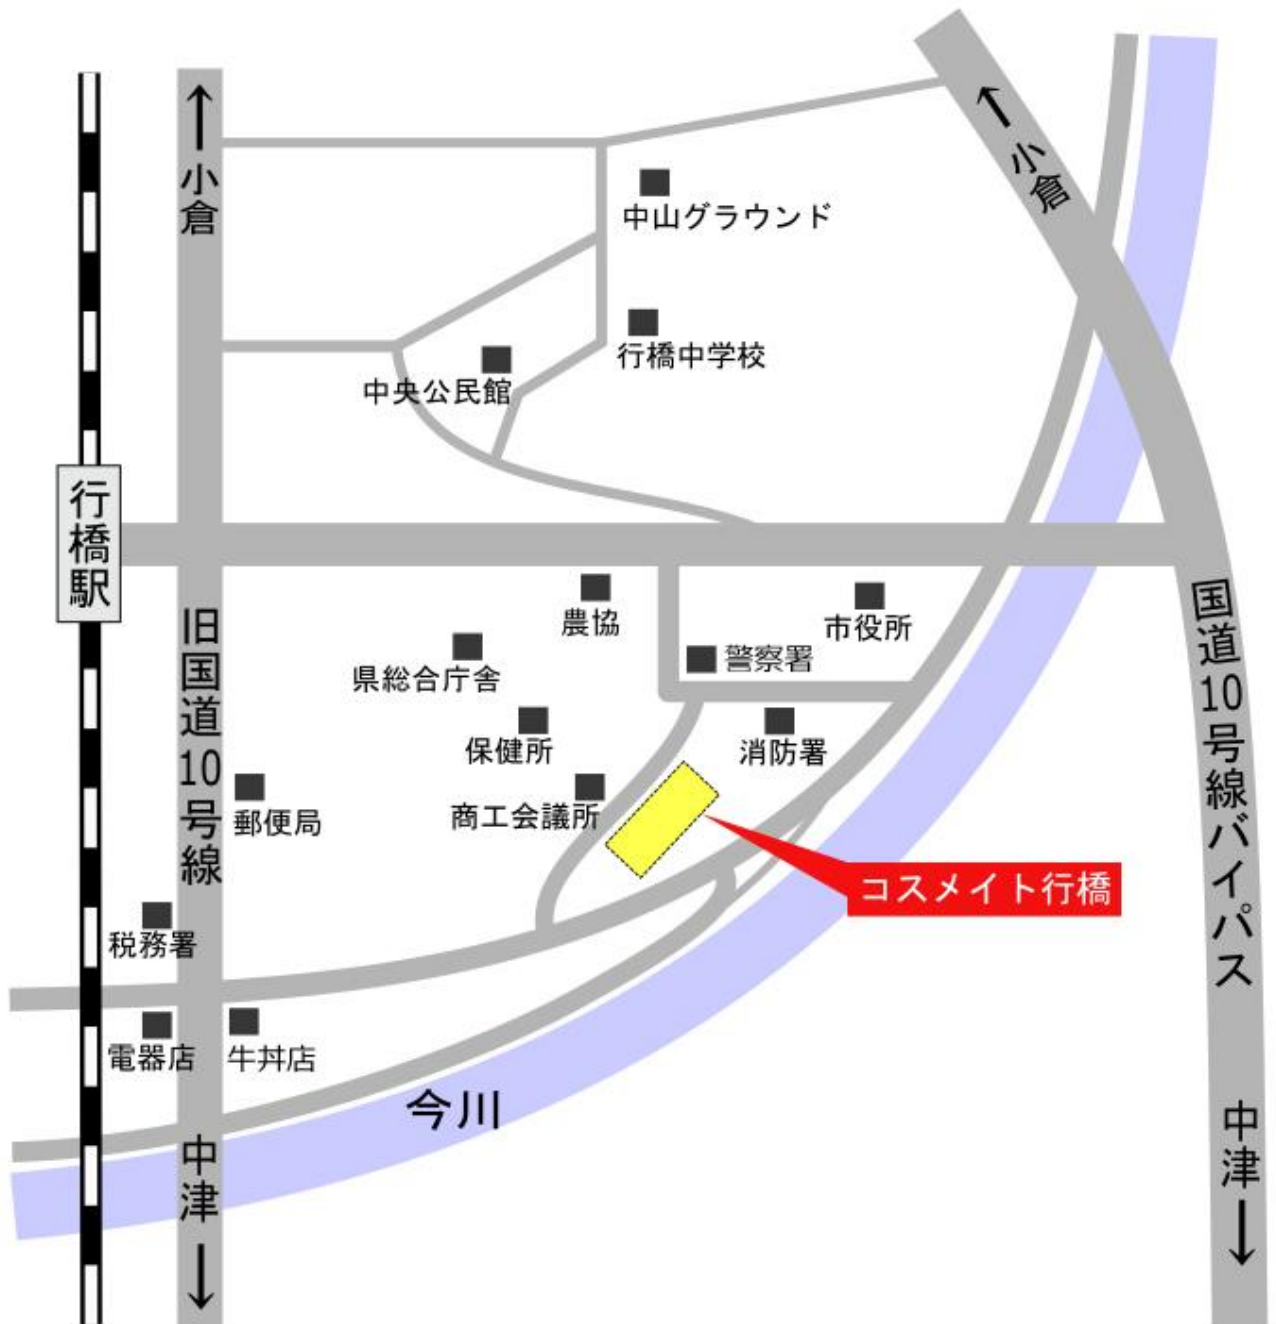 小倉
小倉
中山グラウンド
行橋中学校
中央公民館
行橋駅
農協
市役所
警察署
県総合庁舎
旧国道10号線
国道10号線バイパス
保健所
消防署
郵便局
商工会議所
コスメイト行橋
税務署
電器店
牛丼店
今川
中津
中津